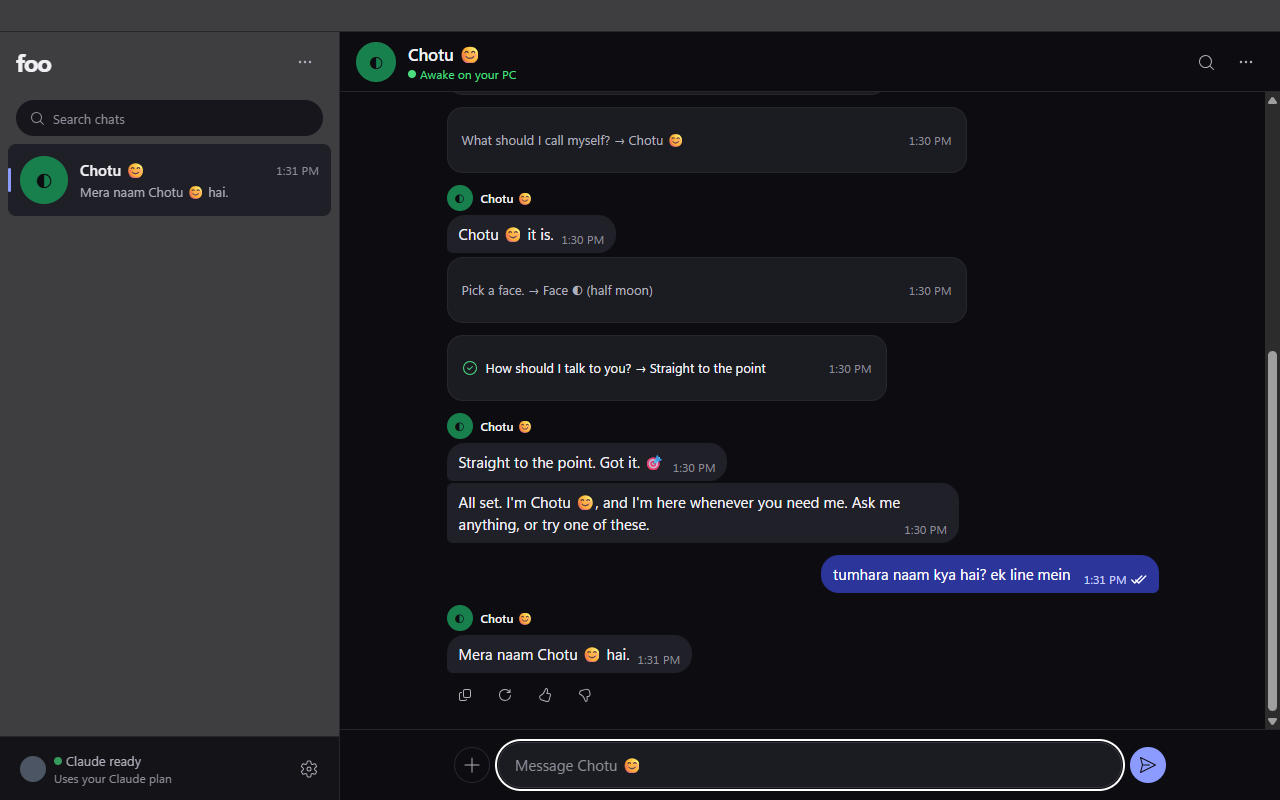 foo
...
Search chats
Chotu 😊
1:31 PM
Mera naam Chotu 😊 hai.
Claude ready
Uses your Claude plan
Chotu 😊
Awake on your PC
...
What should I call myself? → Chotu 😊
1:30 PM
Chotu 😊
Chotu 😊 it is. 1:30 PM
Pick a face. → Face ◐ (half moon)
1:30 PM
How should I talk to you? → Straight to the point
1:30 PM
Chotu 😊
Straight to the point. Got it. 🎯 1:30 PM
All set. I'm Chotu 😊, and I'm here whenever you need me. Ask me
anything, or try one of these.
1:30 PM
tumhara naam kya hai? ek line mein 1:31 PM
Chotu 😊
Mera naam Chotu 😊 hai. 1:31 PM
Message Chotu 😊